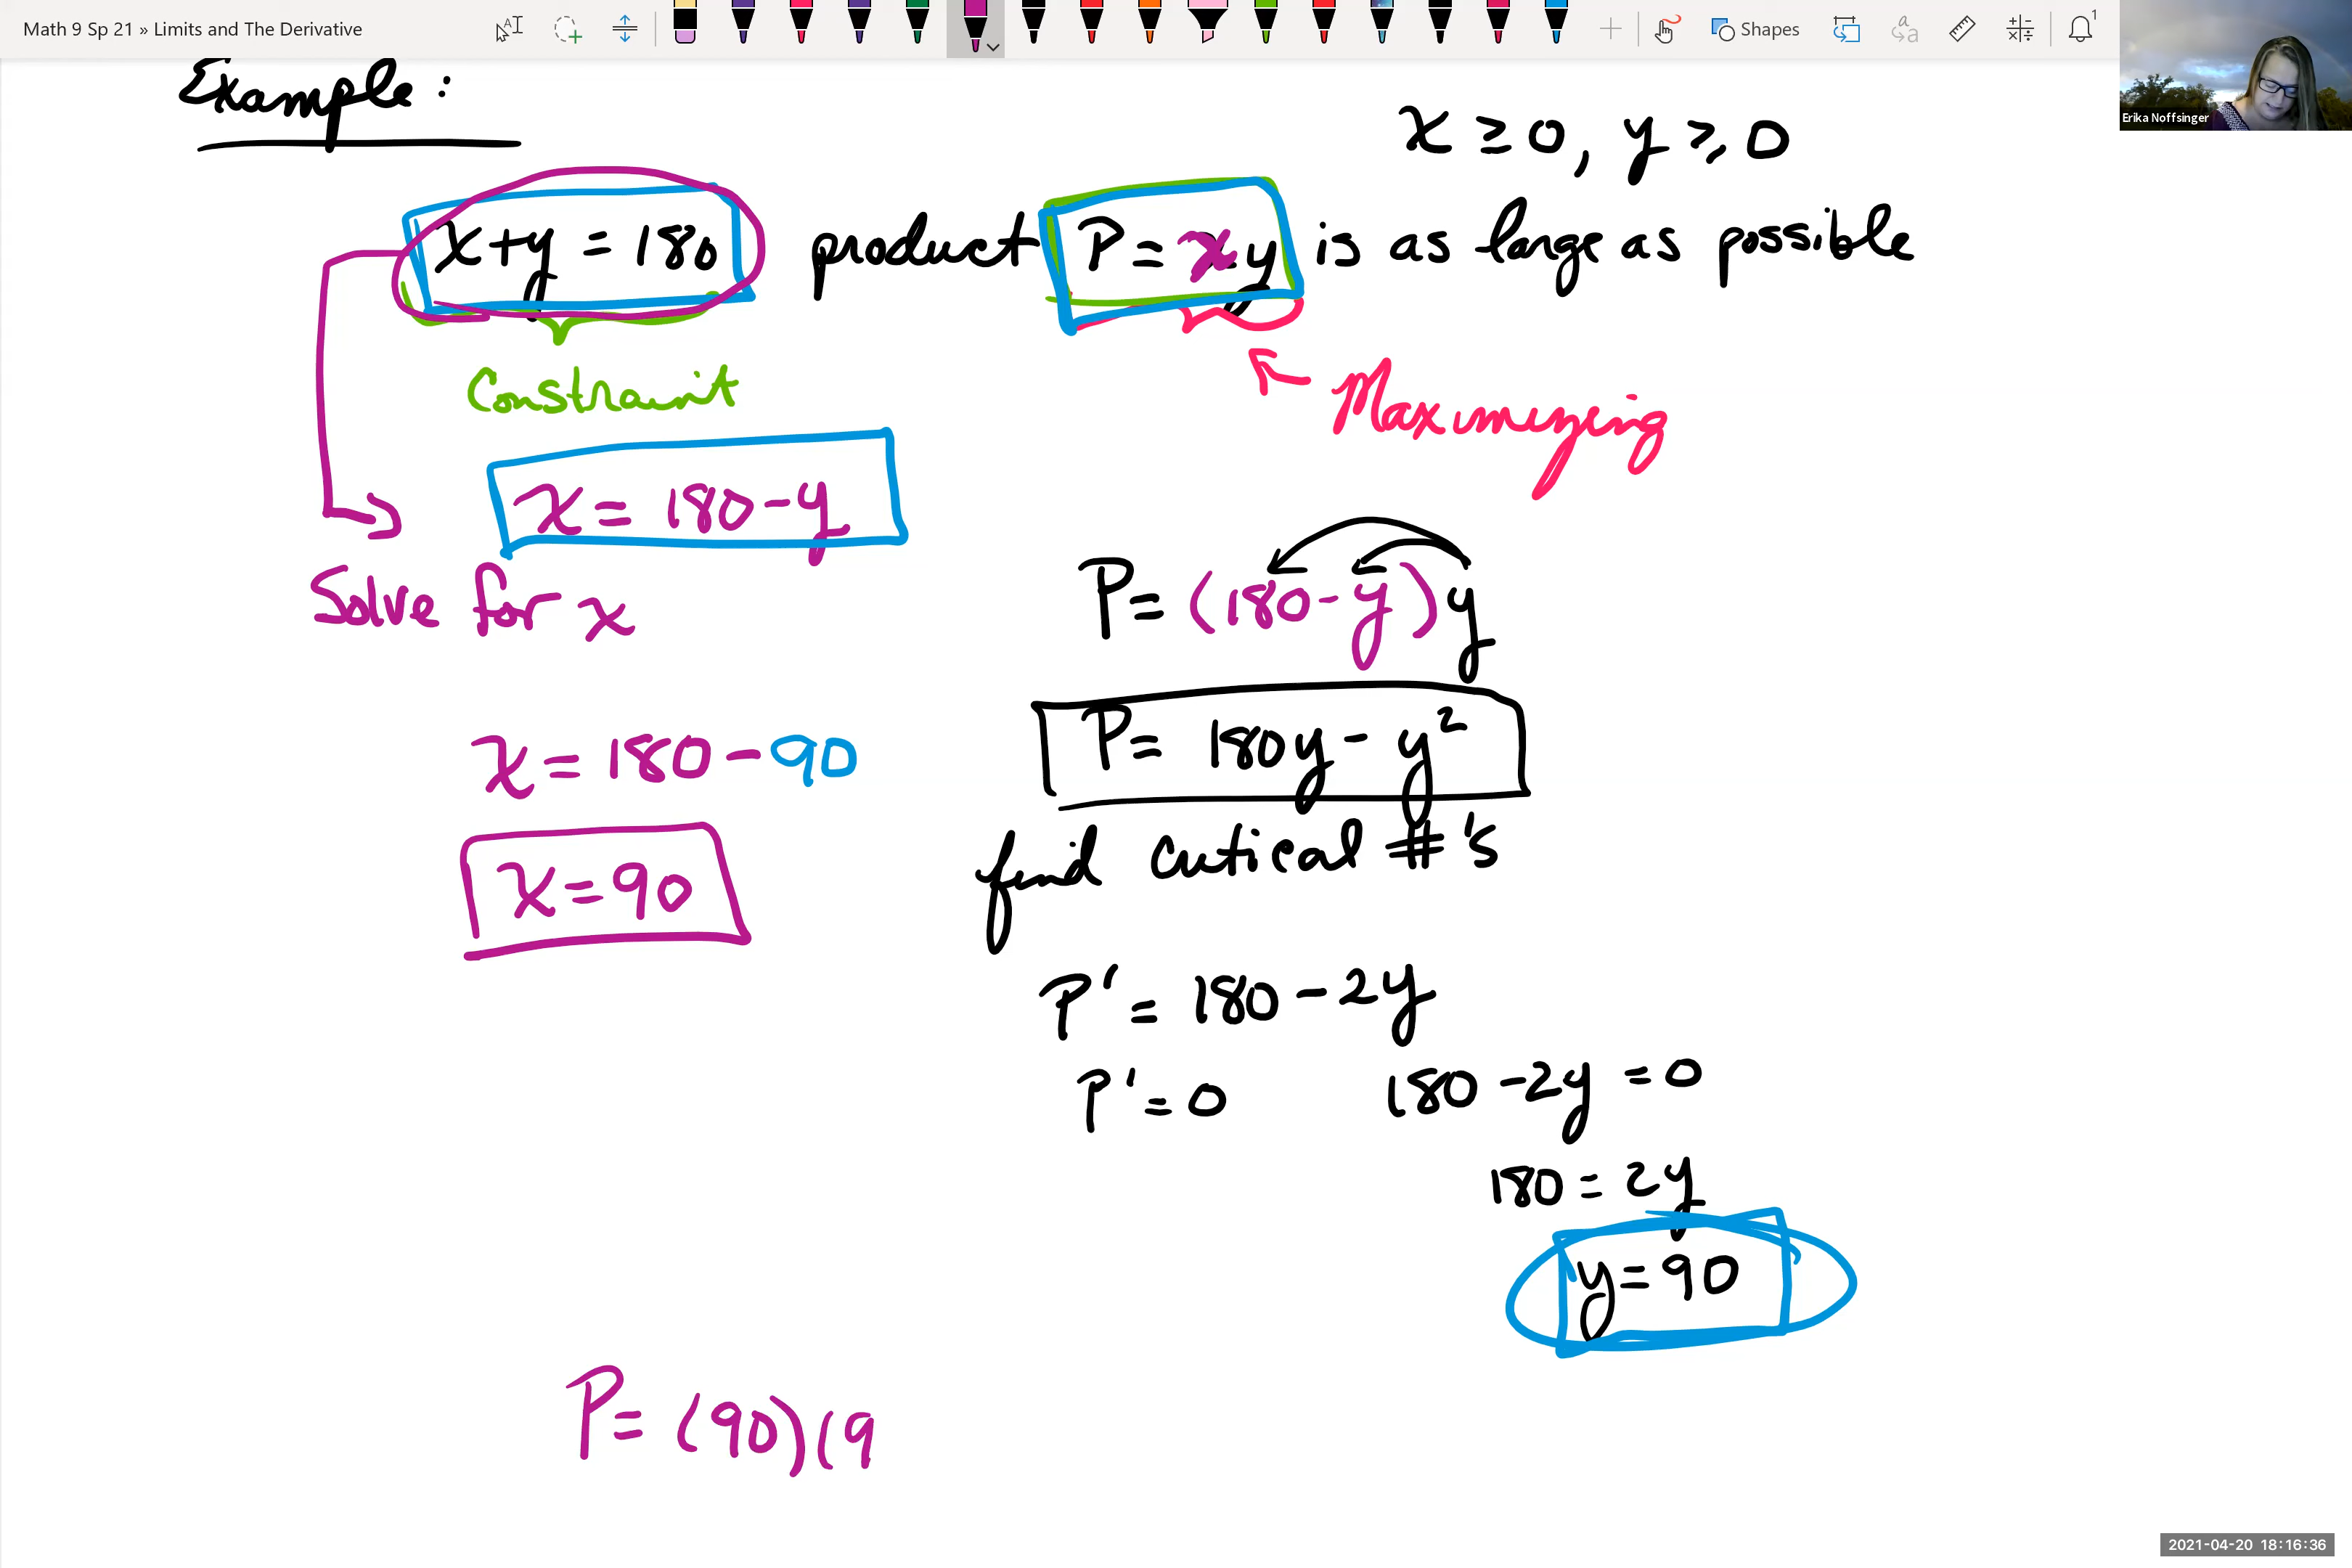 Math 9 Sp 21 » Limits and The Derivative
Shapes
1
Erika Noffsinger
Example:
x ≥ 0, y ≥ 0
x+y = 180 product P = xy is as large as possible
Constraint
Maximizing
x = 180-y
Solve for x
P = (180-y)y
P = 180y - y²
x = 180 - 90
find critical #'s
x = 90
P' = 180 - 2y
P' = 0 180 - 2y = 0
180 = 2y
y = 90
P = (90)(9
2021-04-20 18:16:36